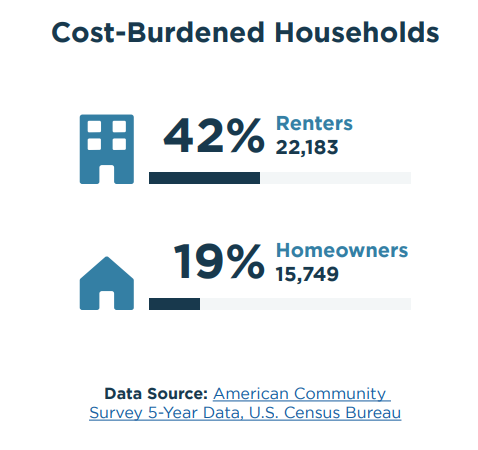 Cost-Burdened Households
42% Renters
22,183
19% Homeowners
15,749
Data Source: American Community
Survey 5-Year Data, U.S. Census Bureau